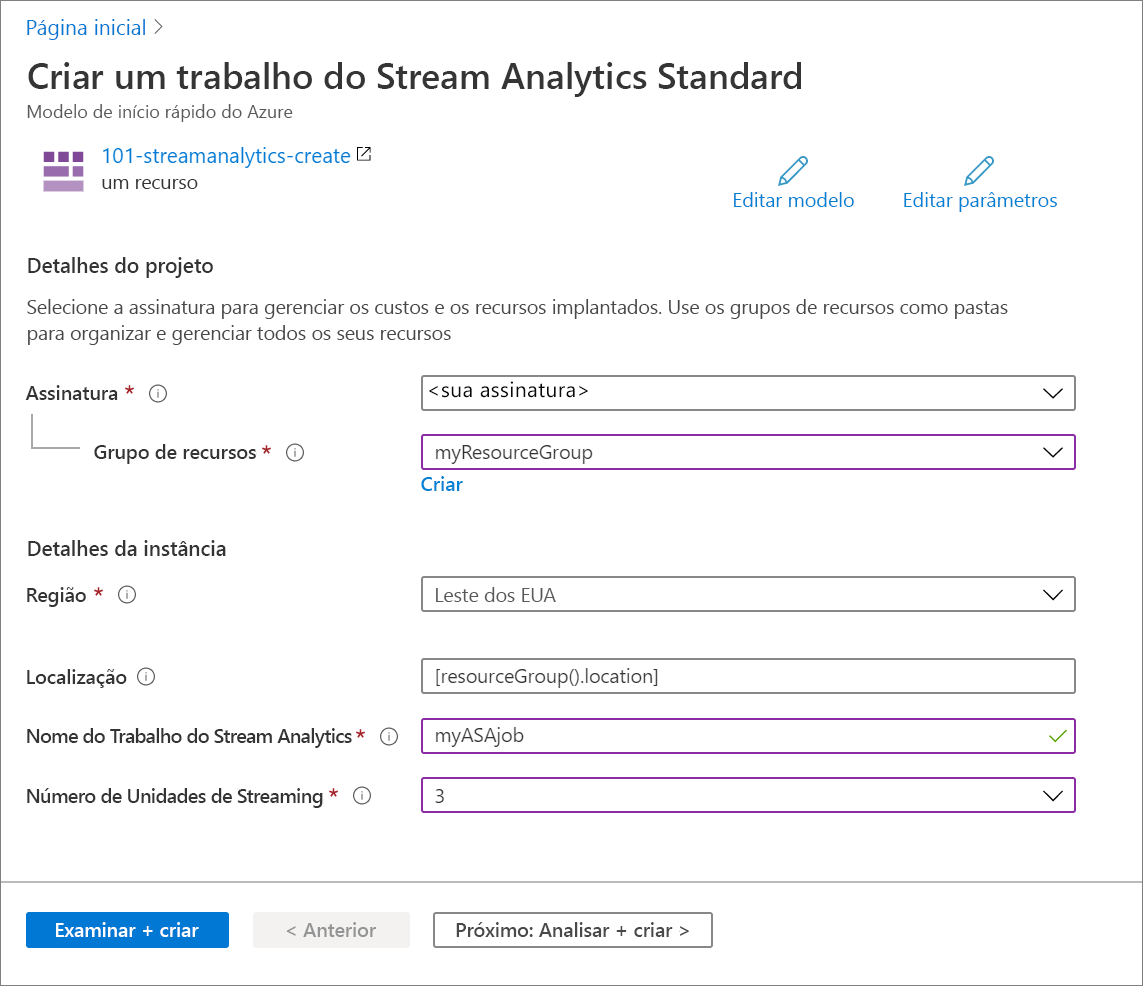 Página inicial >
Criar um trabalho do Stream Analytics Standard
Modelo de início rápido do Azure
101-streamanalytics-create
um recurso
Editar modelo
Editar parâmetros
Detalhes do projeto
Selecione a assinatura para gerenciar os custos e os recursos implantados. Use os grupos de recursos como pastas
para organizar e gerenciar todos os seus recursos
Assinatura *
<sua assinatura>
Grupo de recursos *
myResourceGroup
Criar
Detalhes da instância
Região *
Leste dos EUA
Localização
[resourceGroup().location]
Nome do Trabalho do Stream Analytics *
myASAjob
Número de Unidades de Streaming *
3
Examinar + criar
< Anterior
Próximo: Analisar + criar >